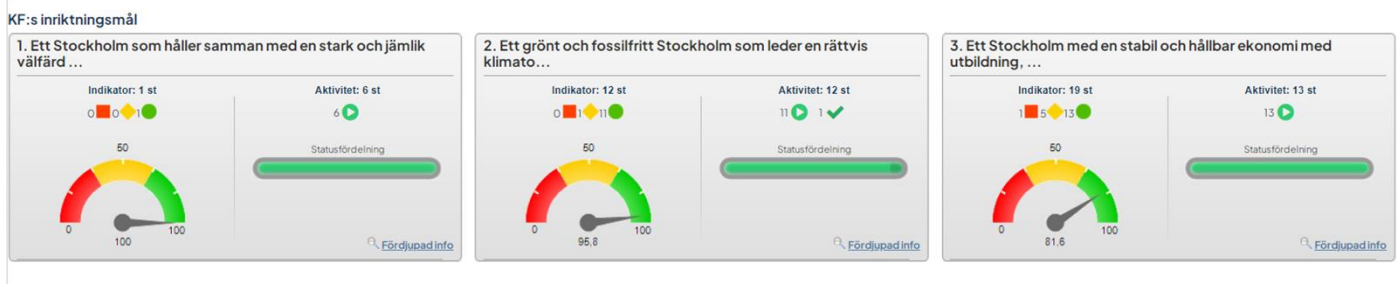 KF:s inriktningsmål
1. Ett Stockholm som håller samman med en stark och jämlik
välfärd ...
Indikator: 1 st
Aktivitet: 6 st
0 0 1
6
50
Statusfördelning
0
100
100
Fördjupad info
2. Ett grönt och fossilfritt Stockholm som leder en rättvis
klimato...
Indikator: 12 st
Aktivitet: 12 st
0 1 11
11 1
50
Statusfördelning
0
100
95,8
Fördjupad info
3. Ett Stockholm med en stabil och hållbar ekonomi med
utbildning, ...
Indikator: 19 st
Aktivitet: 13 st
1 5 13
13
50
Statusfördelning
0
100
81,6
Fördjupad info